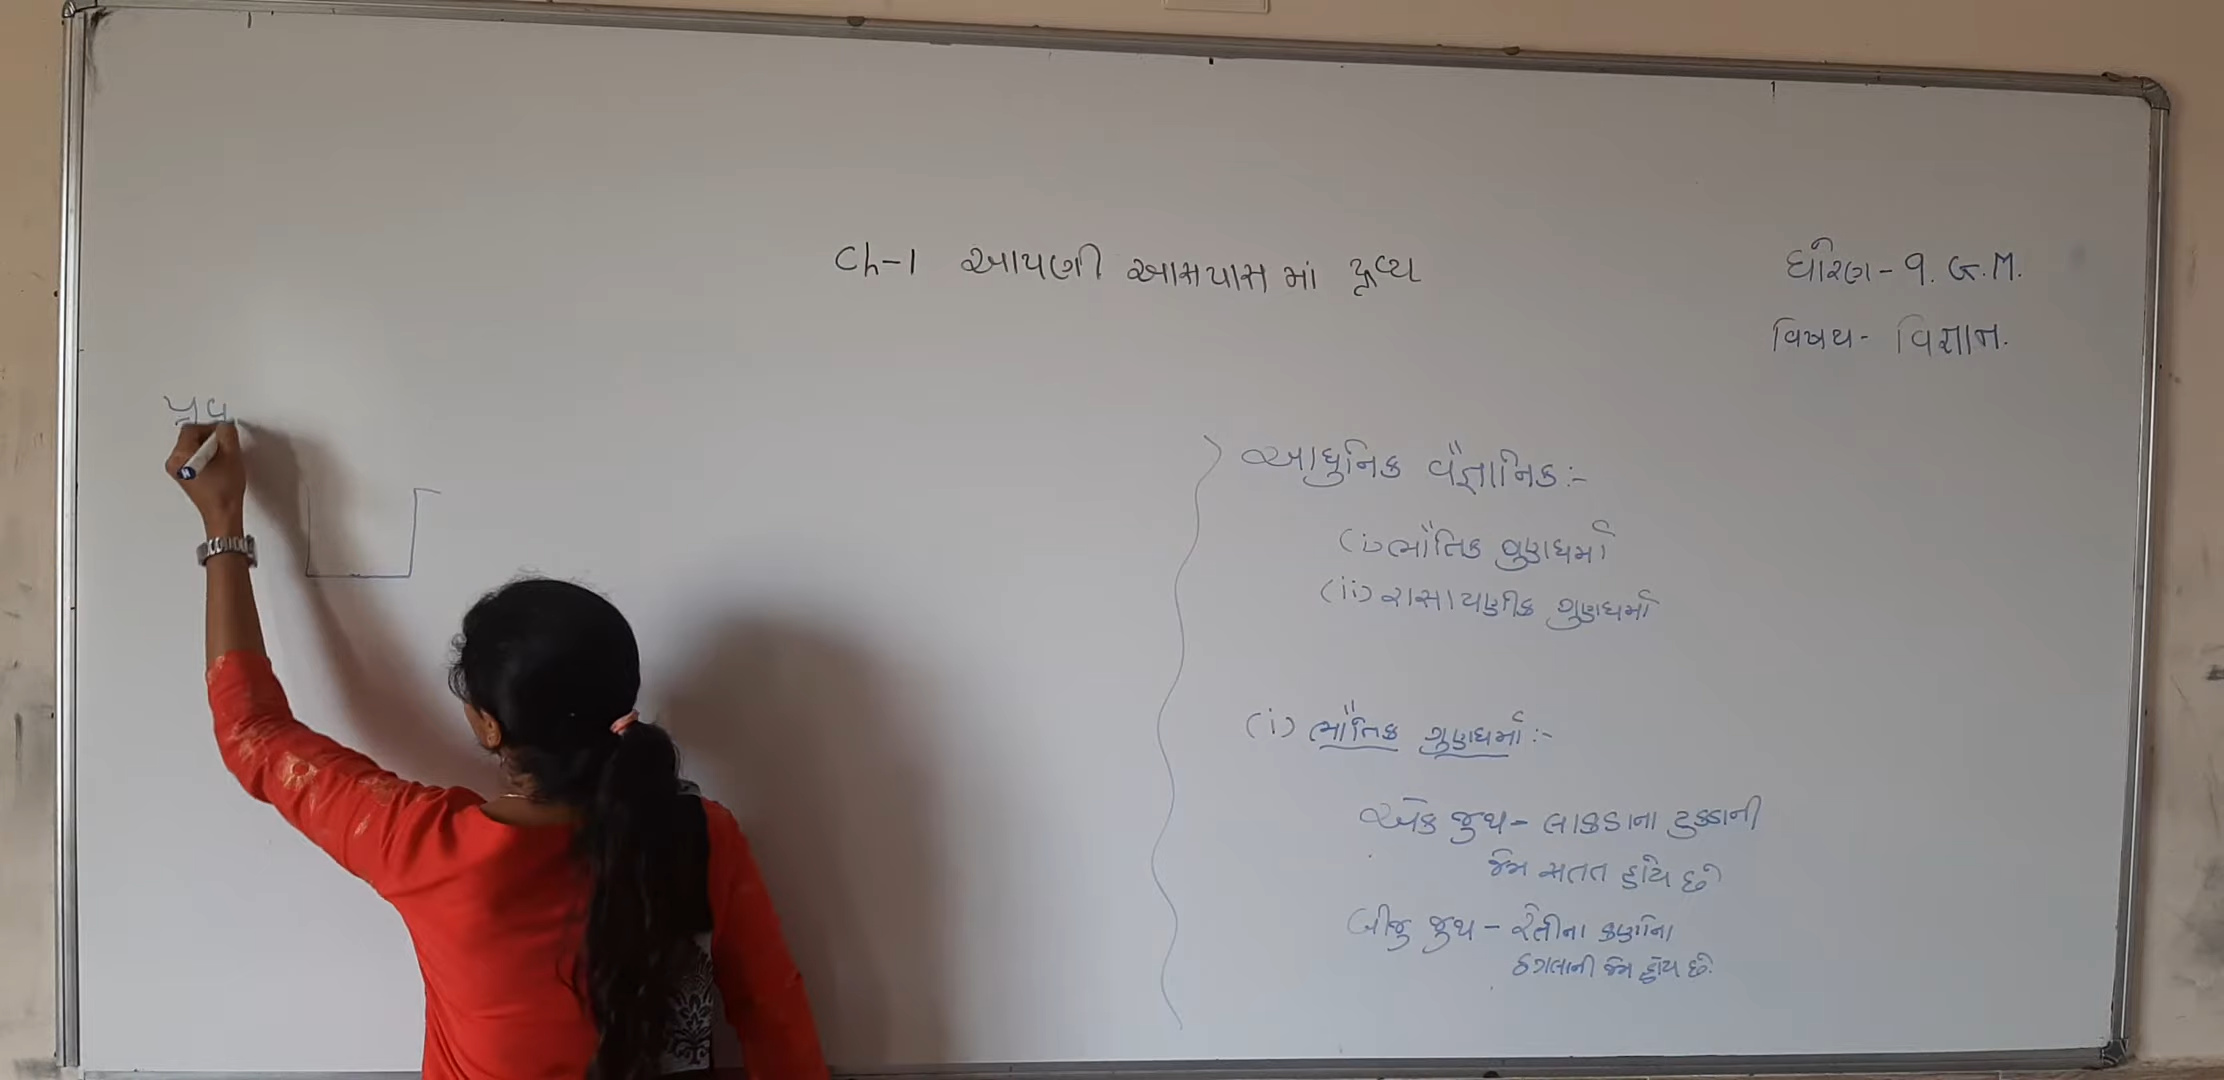 Ch-1 આપણી આસપાસ માં દ્રવ્ય
ધોરણ - 9. G.M.
વિષય - વિજ્ઞાન.
આધુનિક વૈજ્ઞાનિક :-
(i) ભૌતિક ગુણધર્મો
(ii) રાસાયણીક ગુણધર્મો
(i) ભૌતિક ગુણધર્મો :-
એક જુથ - લાકડાના ટુકડાની
જેમ સતત હોય છે
બીજુ જુથ - રેતીના કણોના
ઢગલાની જેમ હોય છે.